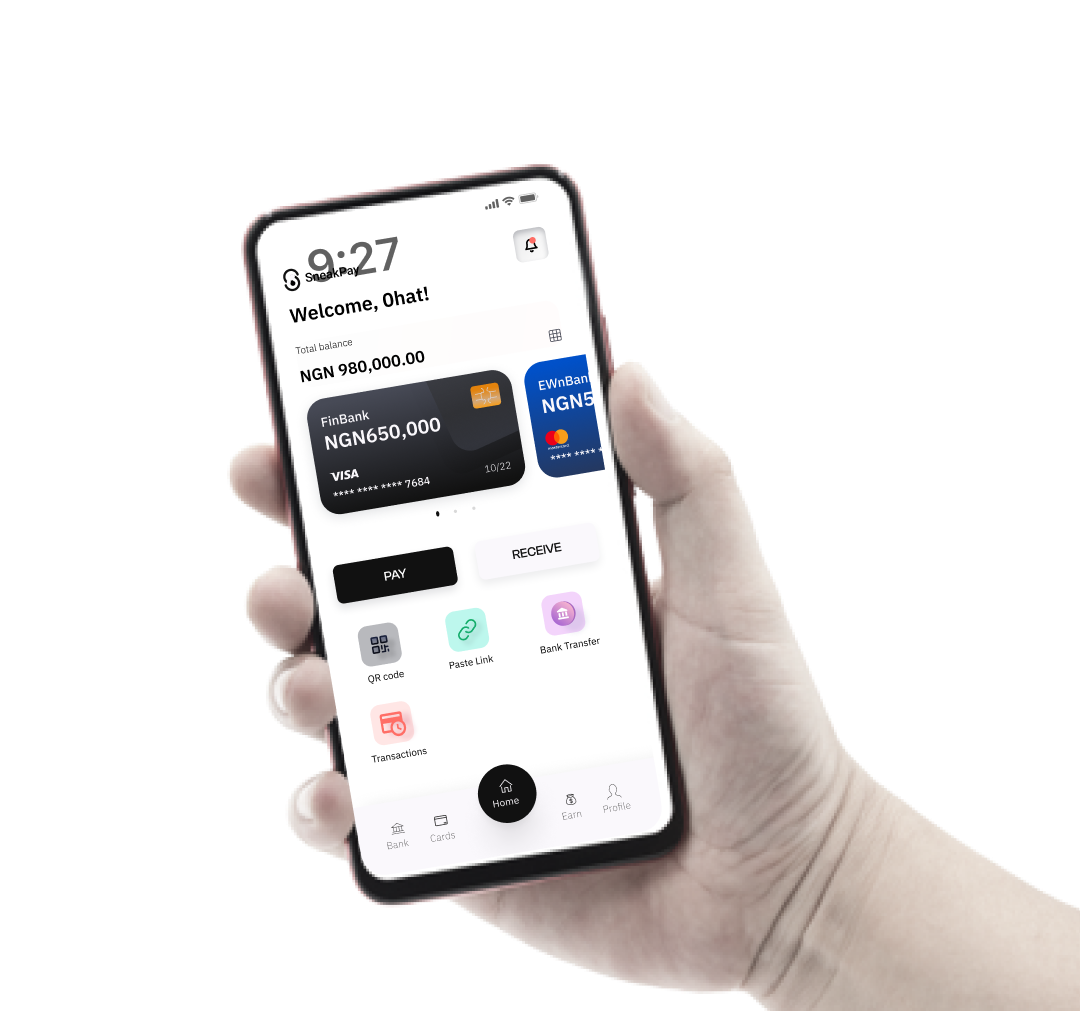 9:27
SneakPay
Welcome, 0hat!
Total balance
NGN 980,000.00
FinBank
NGN650,000
VISA
**** **** **** 7684
10/22
EWnBan
NGN5
**** **** *
PAY
RECEIVE
QR code
Paste Link
Bank Transfer
Transactions
Bank
Cards
Home
Earn
Profile